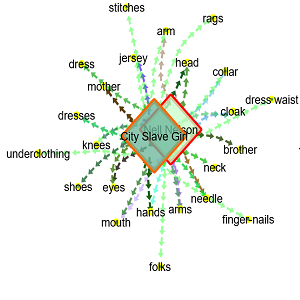 stitches
rags
arm
jersey
head
dress
collar
mother
dress waist
cloak
dresses
City Slave Girl
knees
brother
underclothing
neck
shoes
eyes
needle
hands
arms
mouth
finger-nails
folks